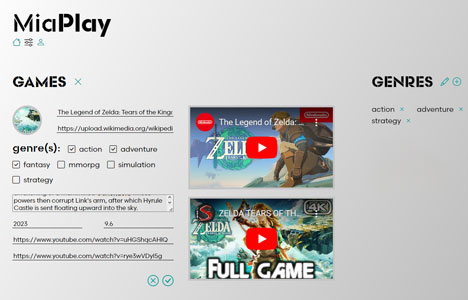 MiaPlay
GAMES
The Legend of Zelda: Tears of the King
https://upload.wikimedia.org/wikipedi
genre(s):
action
adventure
fantasy
mmorpg
simulation
strategy
powers then corrupt Link's arm, after which Hyrule
Castle is sent floating upward into the sky.
2023
9.6
https://www.youtube.com/watch?v=uHGShqcAHlQ
https://www.youtube.com/watch?v=rye3wVDyI5g
The Legend of Zelda: ...
ZELDA
ZELDA TEARS OF TH...
4K
ZELDA
FULL GAME
GENRES
action
adventure
strategy